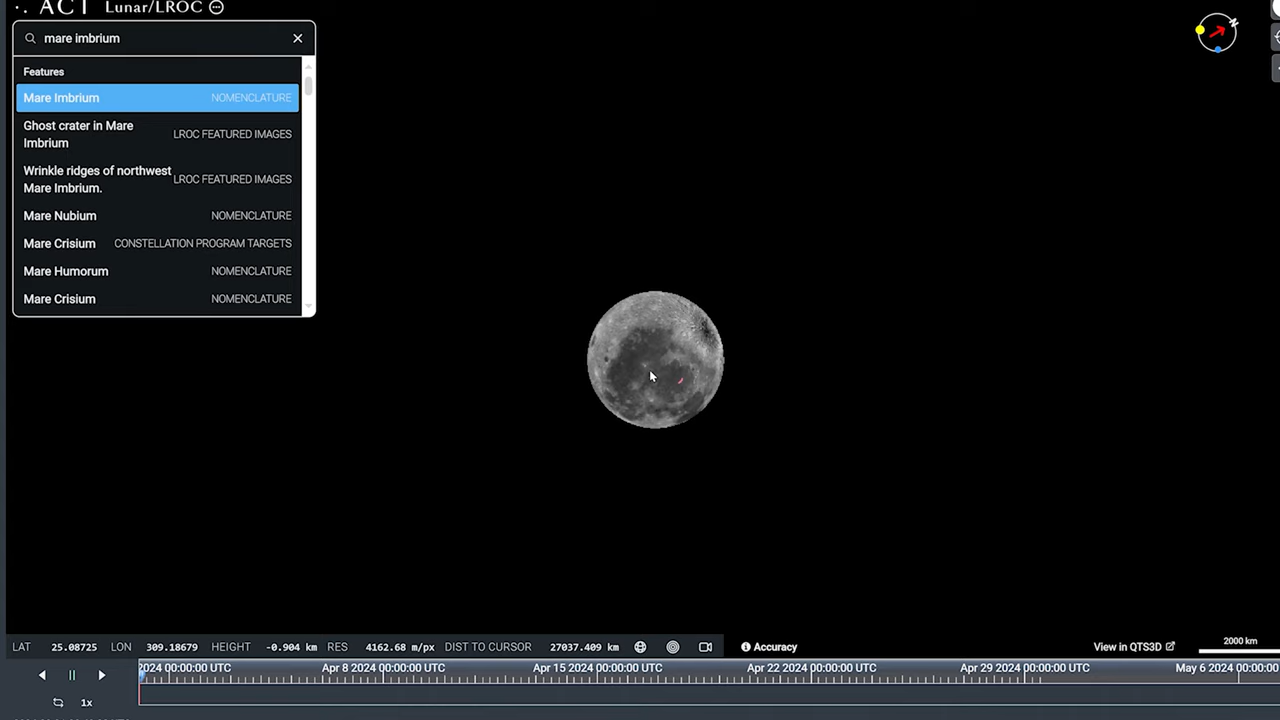 ACT Lunar/LROC
N
mare imbrium
Features
Mare Imbrium NOMENCLATURE
Ghost crater in Mare
Imbrium LROC FEATURED IMAGES
Wrinkle ridges of northwest
Mare Imbrium. LROC FEATURED IMAGES
Mare Nubium NOMENCLATURE
Mare Crisium CONSTELLATION PROGRAM TARGETS
Mare Humorum NOMENCLATURE
Mare Crisium NOMENCLATURE
LAT 25.08725 LON 309.18679 HEIGHT -0.904 km RES 4162.68 m/px DIST TO CURSOR 27037.409 km Accuracy View in QTS3D 2000 km
2024 00:00:00 UTC Apr 8 2024 00:00:00 UTC Apr 15 2024 00:00:00 UTC Apr 22 2024 00:00:00 UTC Apr 29 2024 00:00:00 UTC May 6 2024 00:00:00
1x